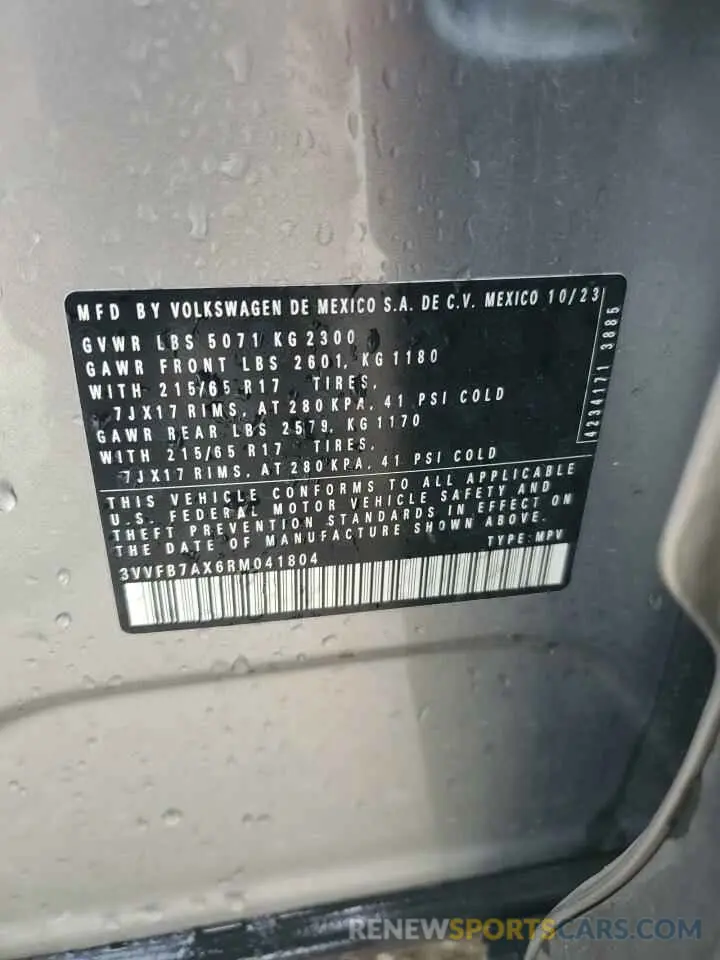 MFD BY VOLKSWAGEN DE MEXICO S.A. DE C.V. MEXICO 10/23
GVWR LBS 5071 KG 2300
GAWR FRONT LBS 2601, KG 1180
WITH 215/65 R17 TIRES,
7JX17 RIMS, AT 280 KPA, 41 PSI COLD
GAWR REAR LBS 2579, KG 1170
WITH 215/65 R17 TIRES,
7JX17 RIMS, AT 280 KPA, 41 PSI COLD
4234171 3885
THIS VEHICLE CONFORMS TO ALL APPLICABLE
U.S. FEDERAL MOTOR VEHICLE SAFETY AND
THEFT PREVENTION STANDARDS IN EFFECT ON
THE DATE OF MANUFACTURE SHOWN ABOVE.
TYPE: MPV
3VVFB7AX6RM041804
RENEWSPORTSCARS.COM